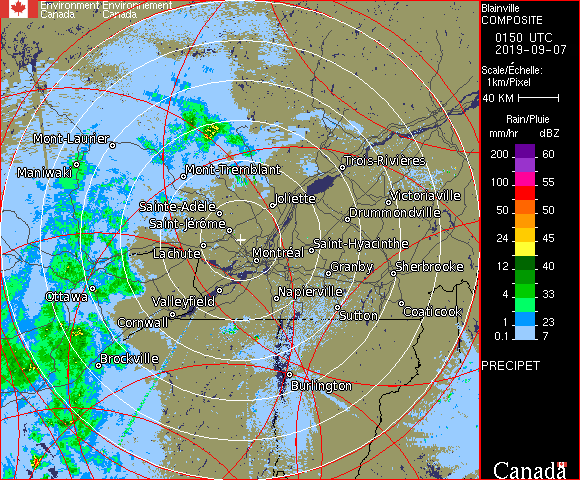 Environment Environnement
Canada Canada
Blainville
COMPOSITE
0150 UTC
2019-09-07
Scale/Échelle:
1km/Pixel
40 KM
Rain/Pluie
mm/hr dBZ
200 60
100 55
50 50
24 45
12 40
4 33
1 23
0.1 7
PRECIPET
Canada
Mont-Laurier
Maniwaki
Mont-Tremblant
Trois-Rivières
Sainte-Adèle
Joliette
Victoriaville
Saint-Jérôme
Drummondville
Lachute
Montréal
Saint-Hyacinthe
Granby
Sherbrooke
Ottawa
Valleyfield
Napierville
Cornwall
Sutton
Coaticook
Brockville
Burlington